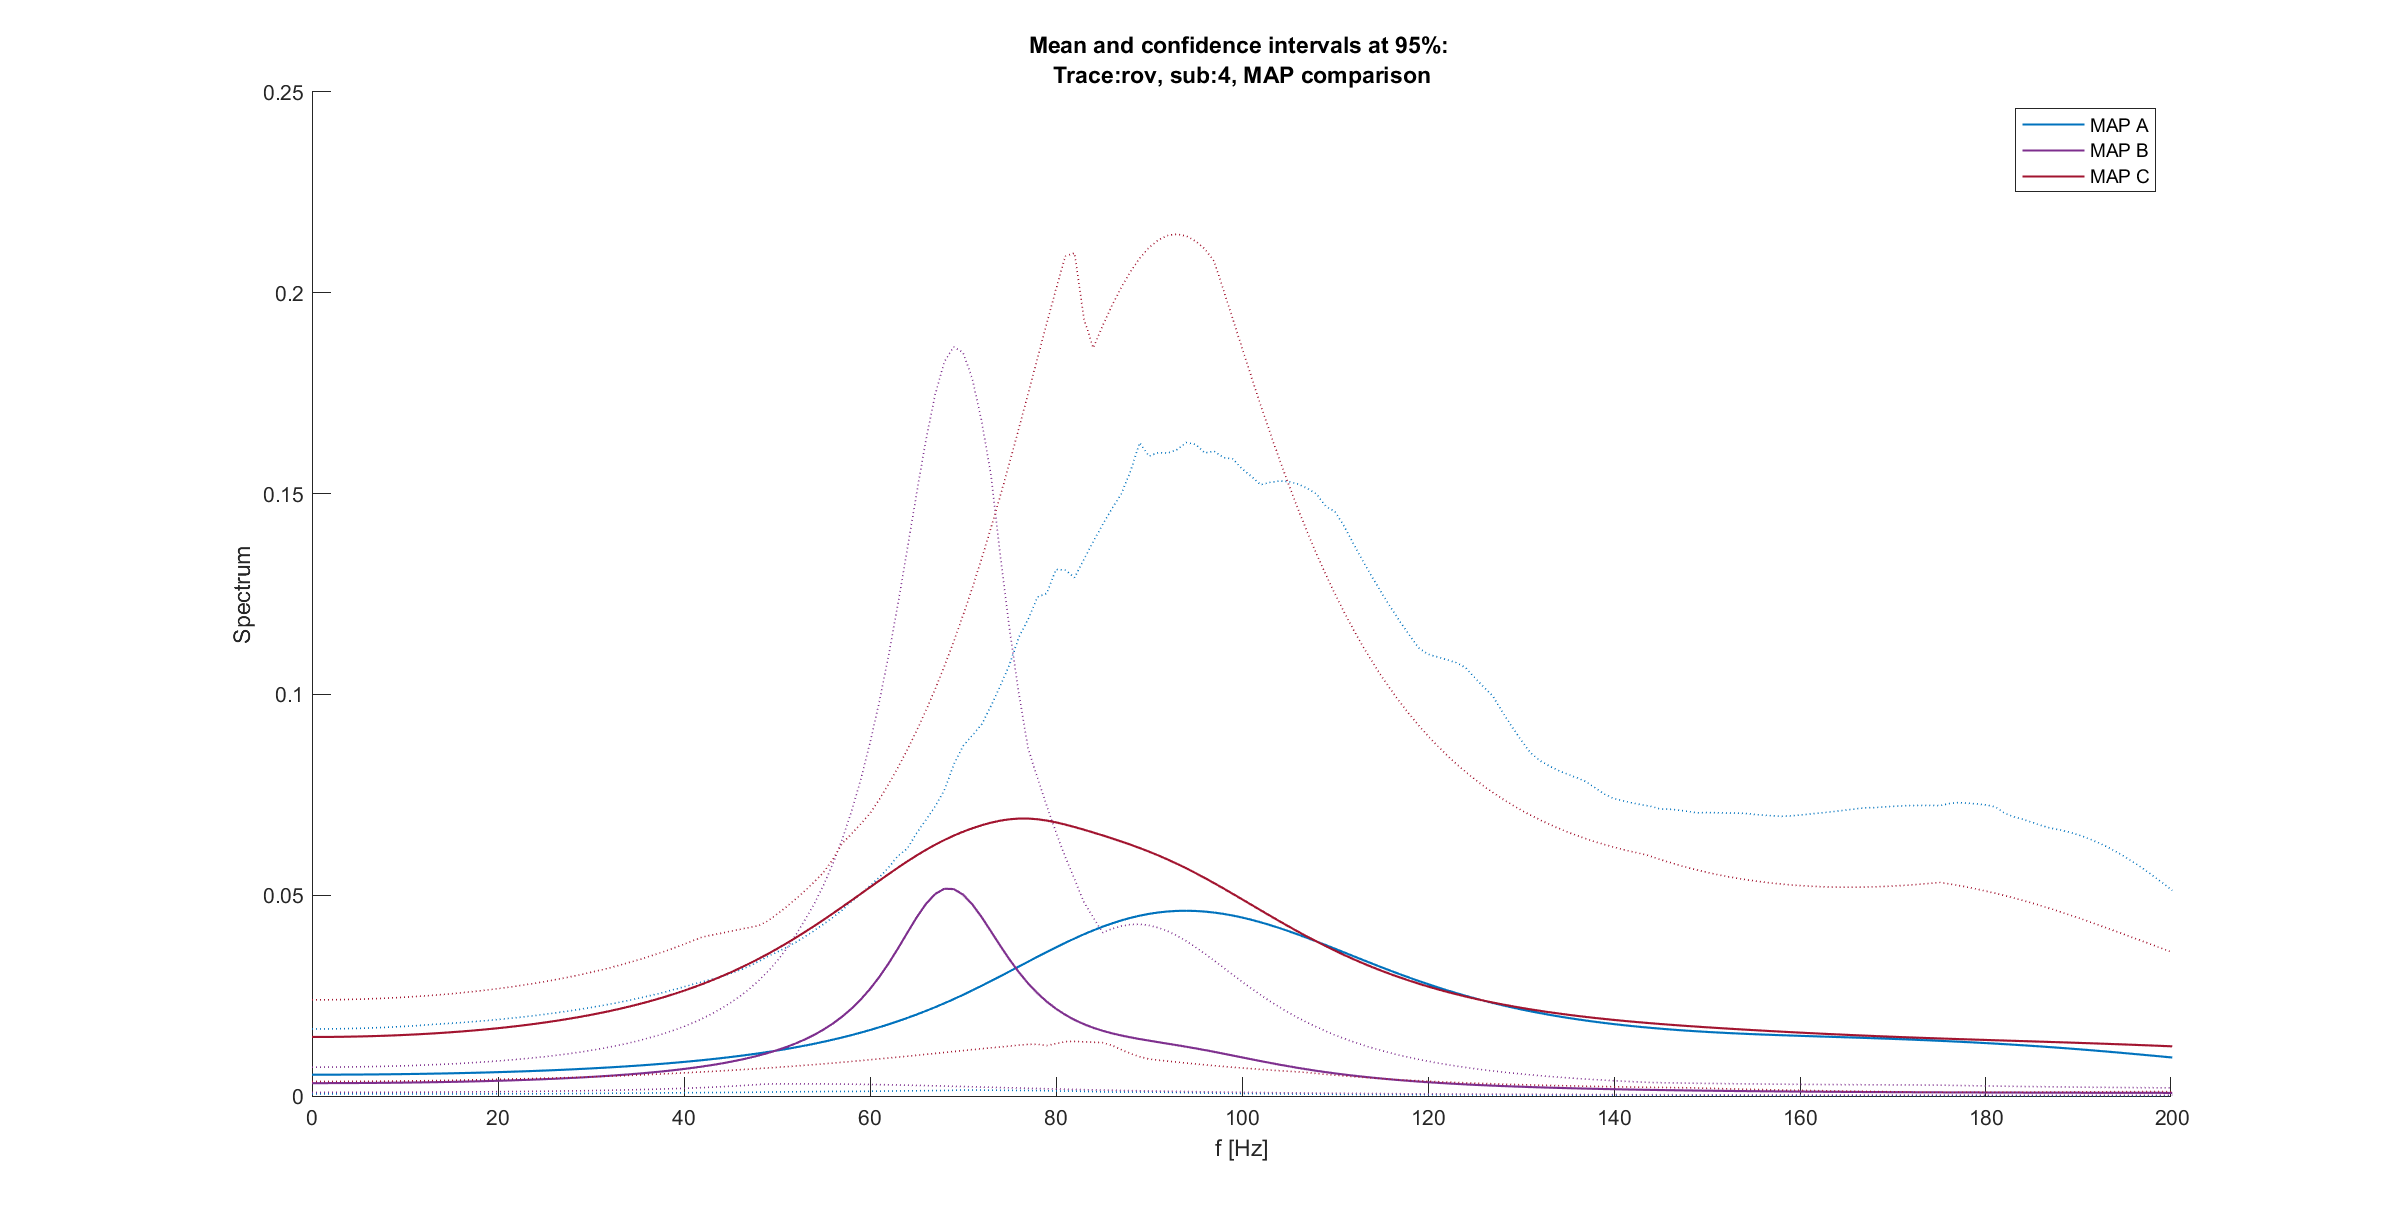 Mean and confidence intervals at 95%:
Trace:rov, sub:4, MAP comparison
0.25
MAP A
MAP B
MAP C
0.2
0.15
Spectrum
0.1
0.05
0
0 20 40 60 80 100 120 140 160 180 200
f [Hz]